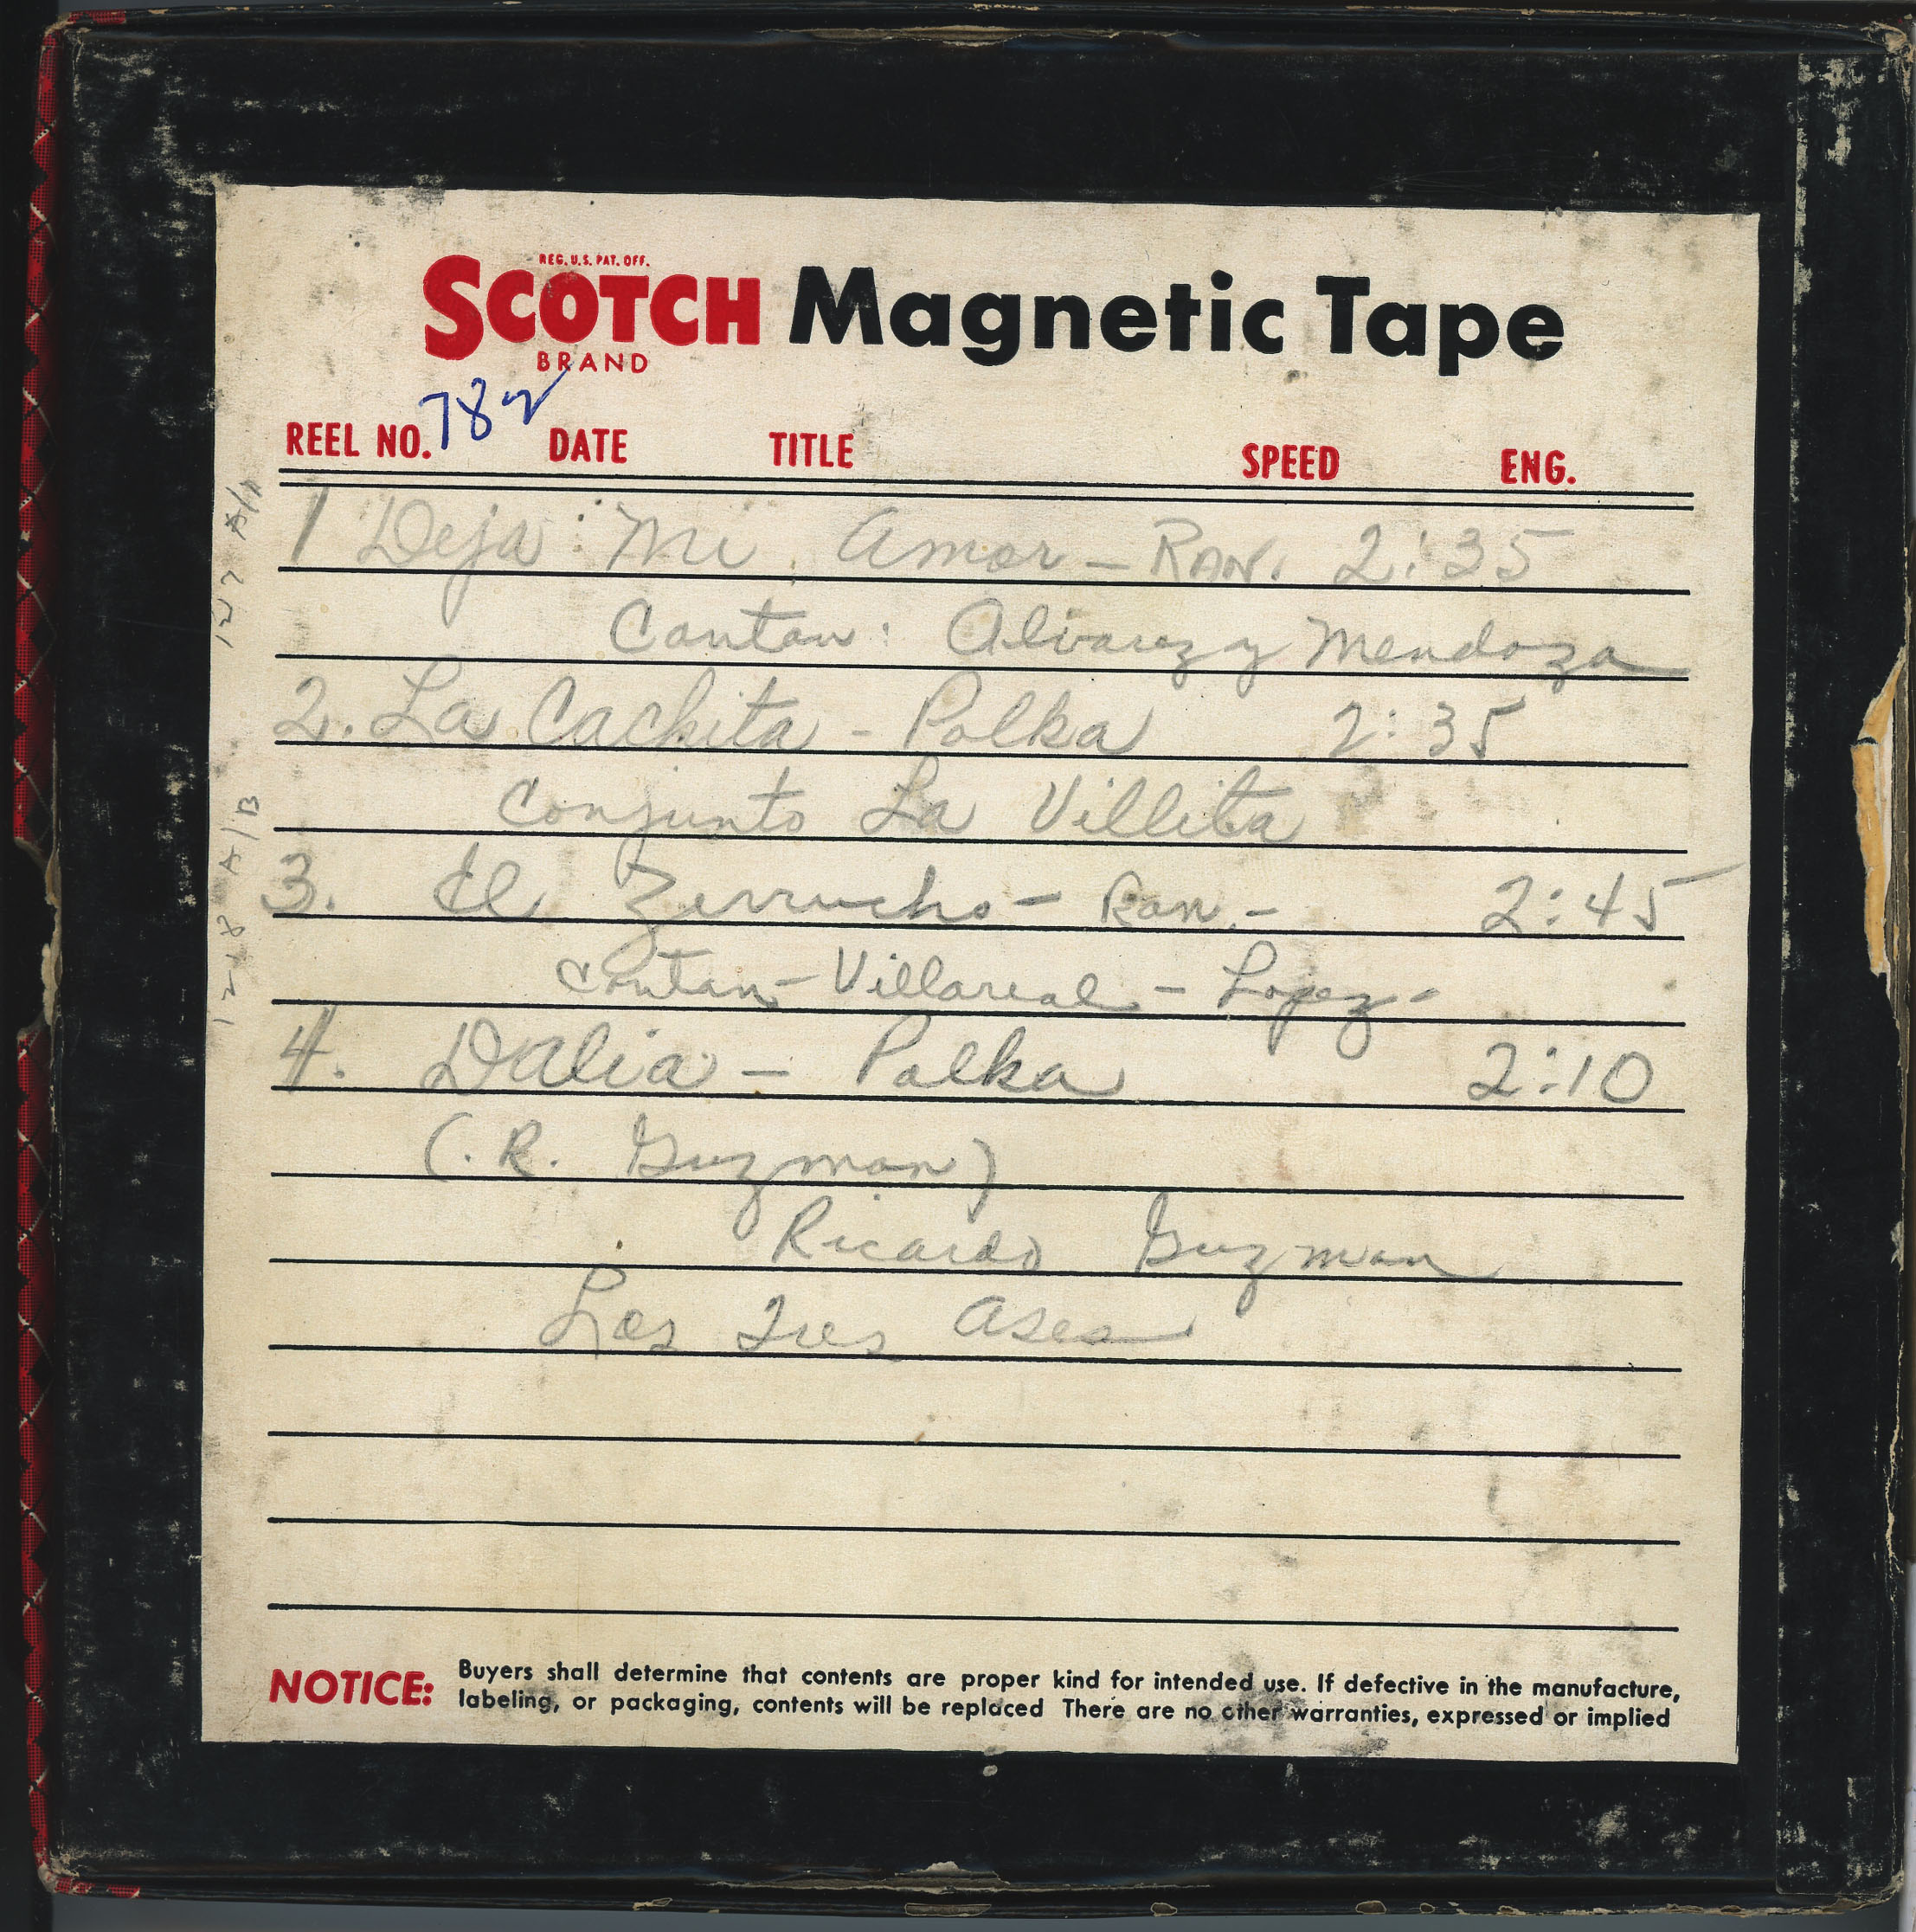 REG. U.S. PAT. OFF.
SCOTCH Magnetic Tape
BRAND
782
REEL NO. DATE TITLE SPEED ENG.
1 Deja Mi Amor - RAN. 2:35
Cantan: Alvarez y Mendoza
2. La Cachita - Polka 2:35
Conjunto La Villita
3. El Zerrucho - Ran. - 2:45
Cantan - Villareal - Lopez -
4. Dalia - Polka 2:10
(. R. Guzman)
Ricardo Guzman
Los Tres Ases
127 A/B
128 A/B
NOTICE: Buyers shall determine that contents are proper kind for intended use. If defective in the manufacture,
labeling, or packaging, contents will be replaced There are no other warranties, expressed or implied